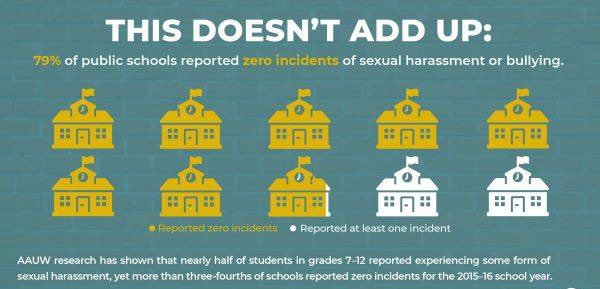 THIS DOESN'T ADD UP:
79% of public schools reported zero incidents of sexual harassment or bullying.
Reported zero incidents Reported at least one incident
AAUW research has shown that nearly half of students in grades 7–12 reported experiencing some form of
sexual harassment, yet more than three-fourths of schools reported zero incidents for the 2015–16 school year.